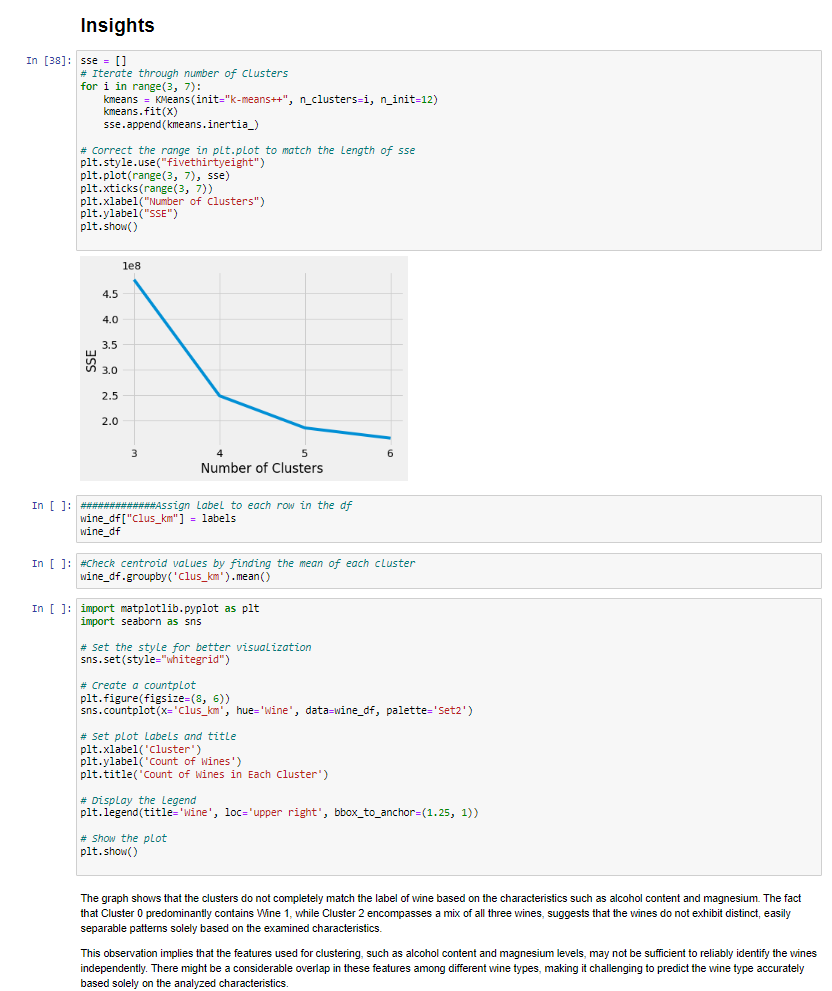 Insights
In [38]: sse = []
# Iterate through number of Clusters
for i in range(3, 7):
    kmeans = KMeans(init="k-means++", n_clusters=i, n_init=12)
    kmeans.fit(X)
    sse.append(kmeans.inertia_)
# Correct the range in plt.plot to match the length of sse
plt.style.use("fivethirtyeight")
plt.plot(range(3, 7), sse)
plt.xticks(range(3, 7))
plt.xlabel("Number of Clusters")
plt.ylabel("SSE")
plt.show()
1e8
4.5
4.0
3.5
3.0
2.5
2.0
SSE
3 4 5 6
Number of Clusters
In [ ]: #############Assign label to each row in the df
wine_df["Clus_km"] = labels
wine_df
In [ ]: #Check centroid values by finding the mean of each cluster
wine_df.groupby('Clus_km').mean()
In [ ]: import matplotlib.pyplot as plt
import seaborn as sns
# Set the style for better visualization
sns.set(style="whitegrid")
# Create a countplot
plt.figure(figsize=(8, 6))
sns.countplot(x='Clus_km', hue='Wine', data=wine_df, palette='Set2')
# Set plot labels and title
plt.xlabel('Cluster')
plt.ylabel('Count of Wines')
plt.title('Count of Wines in Each Cluster')
# Display the legend
plt.legend(title='Wine', loc='upper right', bbox_to_anchor=(1.25, 1))
# Show the plot
plt.show()
The graph shows that the clusters do not completely match the label of wine based on the characteristics such as alcohol content and magnesium. The fact
that Cluster 0 predominantly contains Wine 1, while Cluster 2 encompasses a mix of all three wines, suggests that the wines do not exhibit distinct, easily
separable patterns solely based on the examined characteristics.
This observation implies that the features used for clustering, such as alcohol content and magnesium levels, may not be sufficient to reliably identify the wines
independently. There might be a considerable overlap in these features among different wine types, making it challenging to predict the wine type accurately
based solely on the analyzed characteristics.